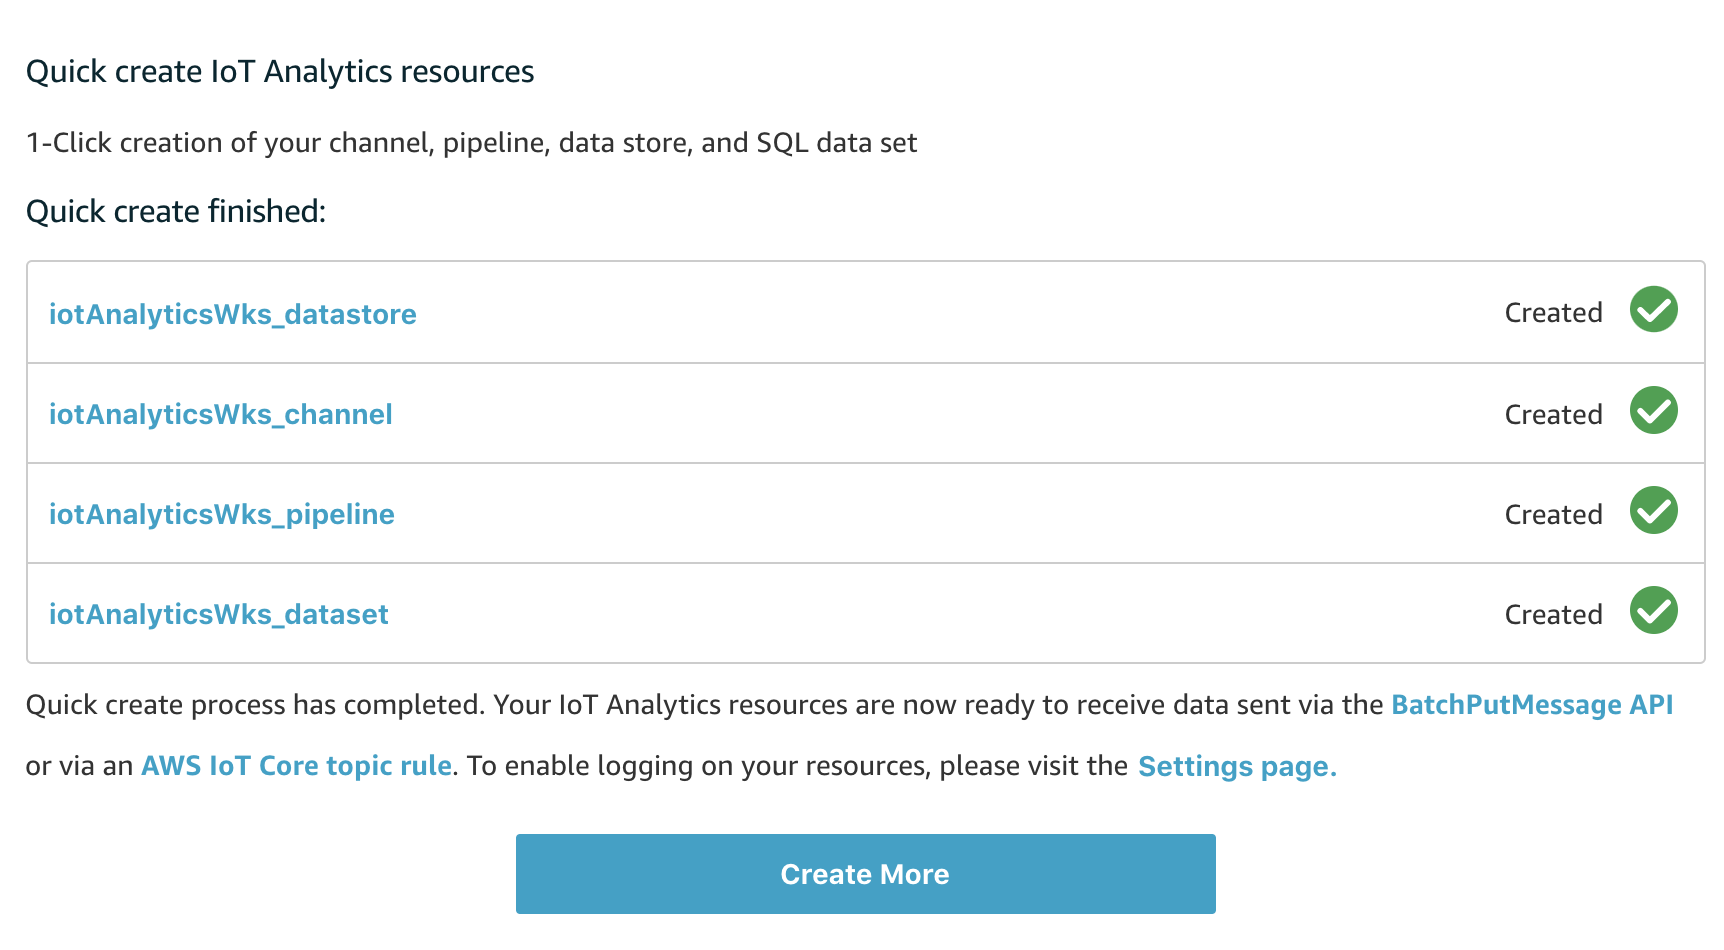 Quick create IoT Analytics resources
1-Click creation of your channel, pipeline, data store, and SQL data set
Quick create finished:
iotAnalyticsWks_datastore Created
iotAnalyticsWks_channel Created
iotAnalyticsWks_pipeline Created
iotAnalyticsWks_dataset Created
Quick create process has completed. Your IoT Analytics resources are now ready to receive data sent via the BatchPutMessage API
or via an AWS IoT Core topic rule. To enable logging on your resources, please visit the Settings page.
Create More